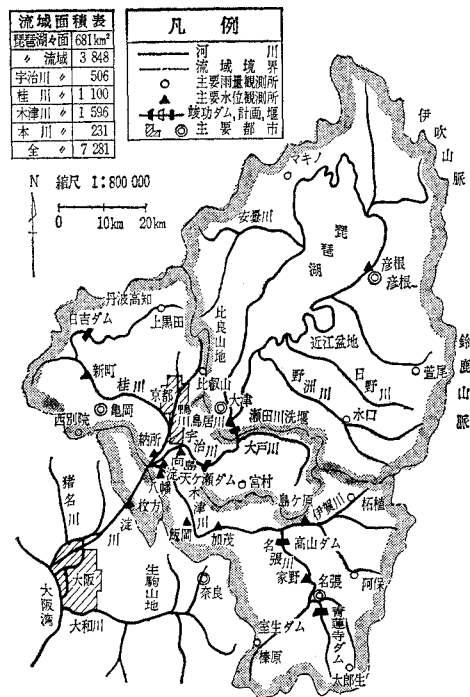 流域面積表
琵琶湖々面 681km²
〃 流域 3 848
宇治川 〃 506
桂川 〃 1 100
木津川 〃 1 596
本川 〃 231
全 〃 7 281
凡例
河川
流域境界
主要雨量観測所
主要水位観測所
竣功ダム,計画,堰
主要都市
N
縮尺 1:800 000
0 10km 20km
伊吹山脈
マキノ
安曇川
琵琶湖
彦根
彦根
丹波高知
日吉ダム
上黒田
比良山地
近江盆地
鈴鹿山脈
新町
桂川
京都
比叡山
大津
野洲川
日野川
萱尾
亀岡
鴨川
鳥居川
瀬田川洗堰
水口
西別院
納所
宇治川
大戸川
向島
天ヶ瀬ダム
宮村
八幡
洗
猪名川
枚方
木津川
島ケ原
伊賀川
柘植
淀川
飯岡
加茂
名張川
高山ダム
大阪
生駒山地
奈良
家野
名張
阿保
大阪湾
大和川
室生ダム
青蓮寺ダム
榛原
太郎生